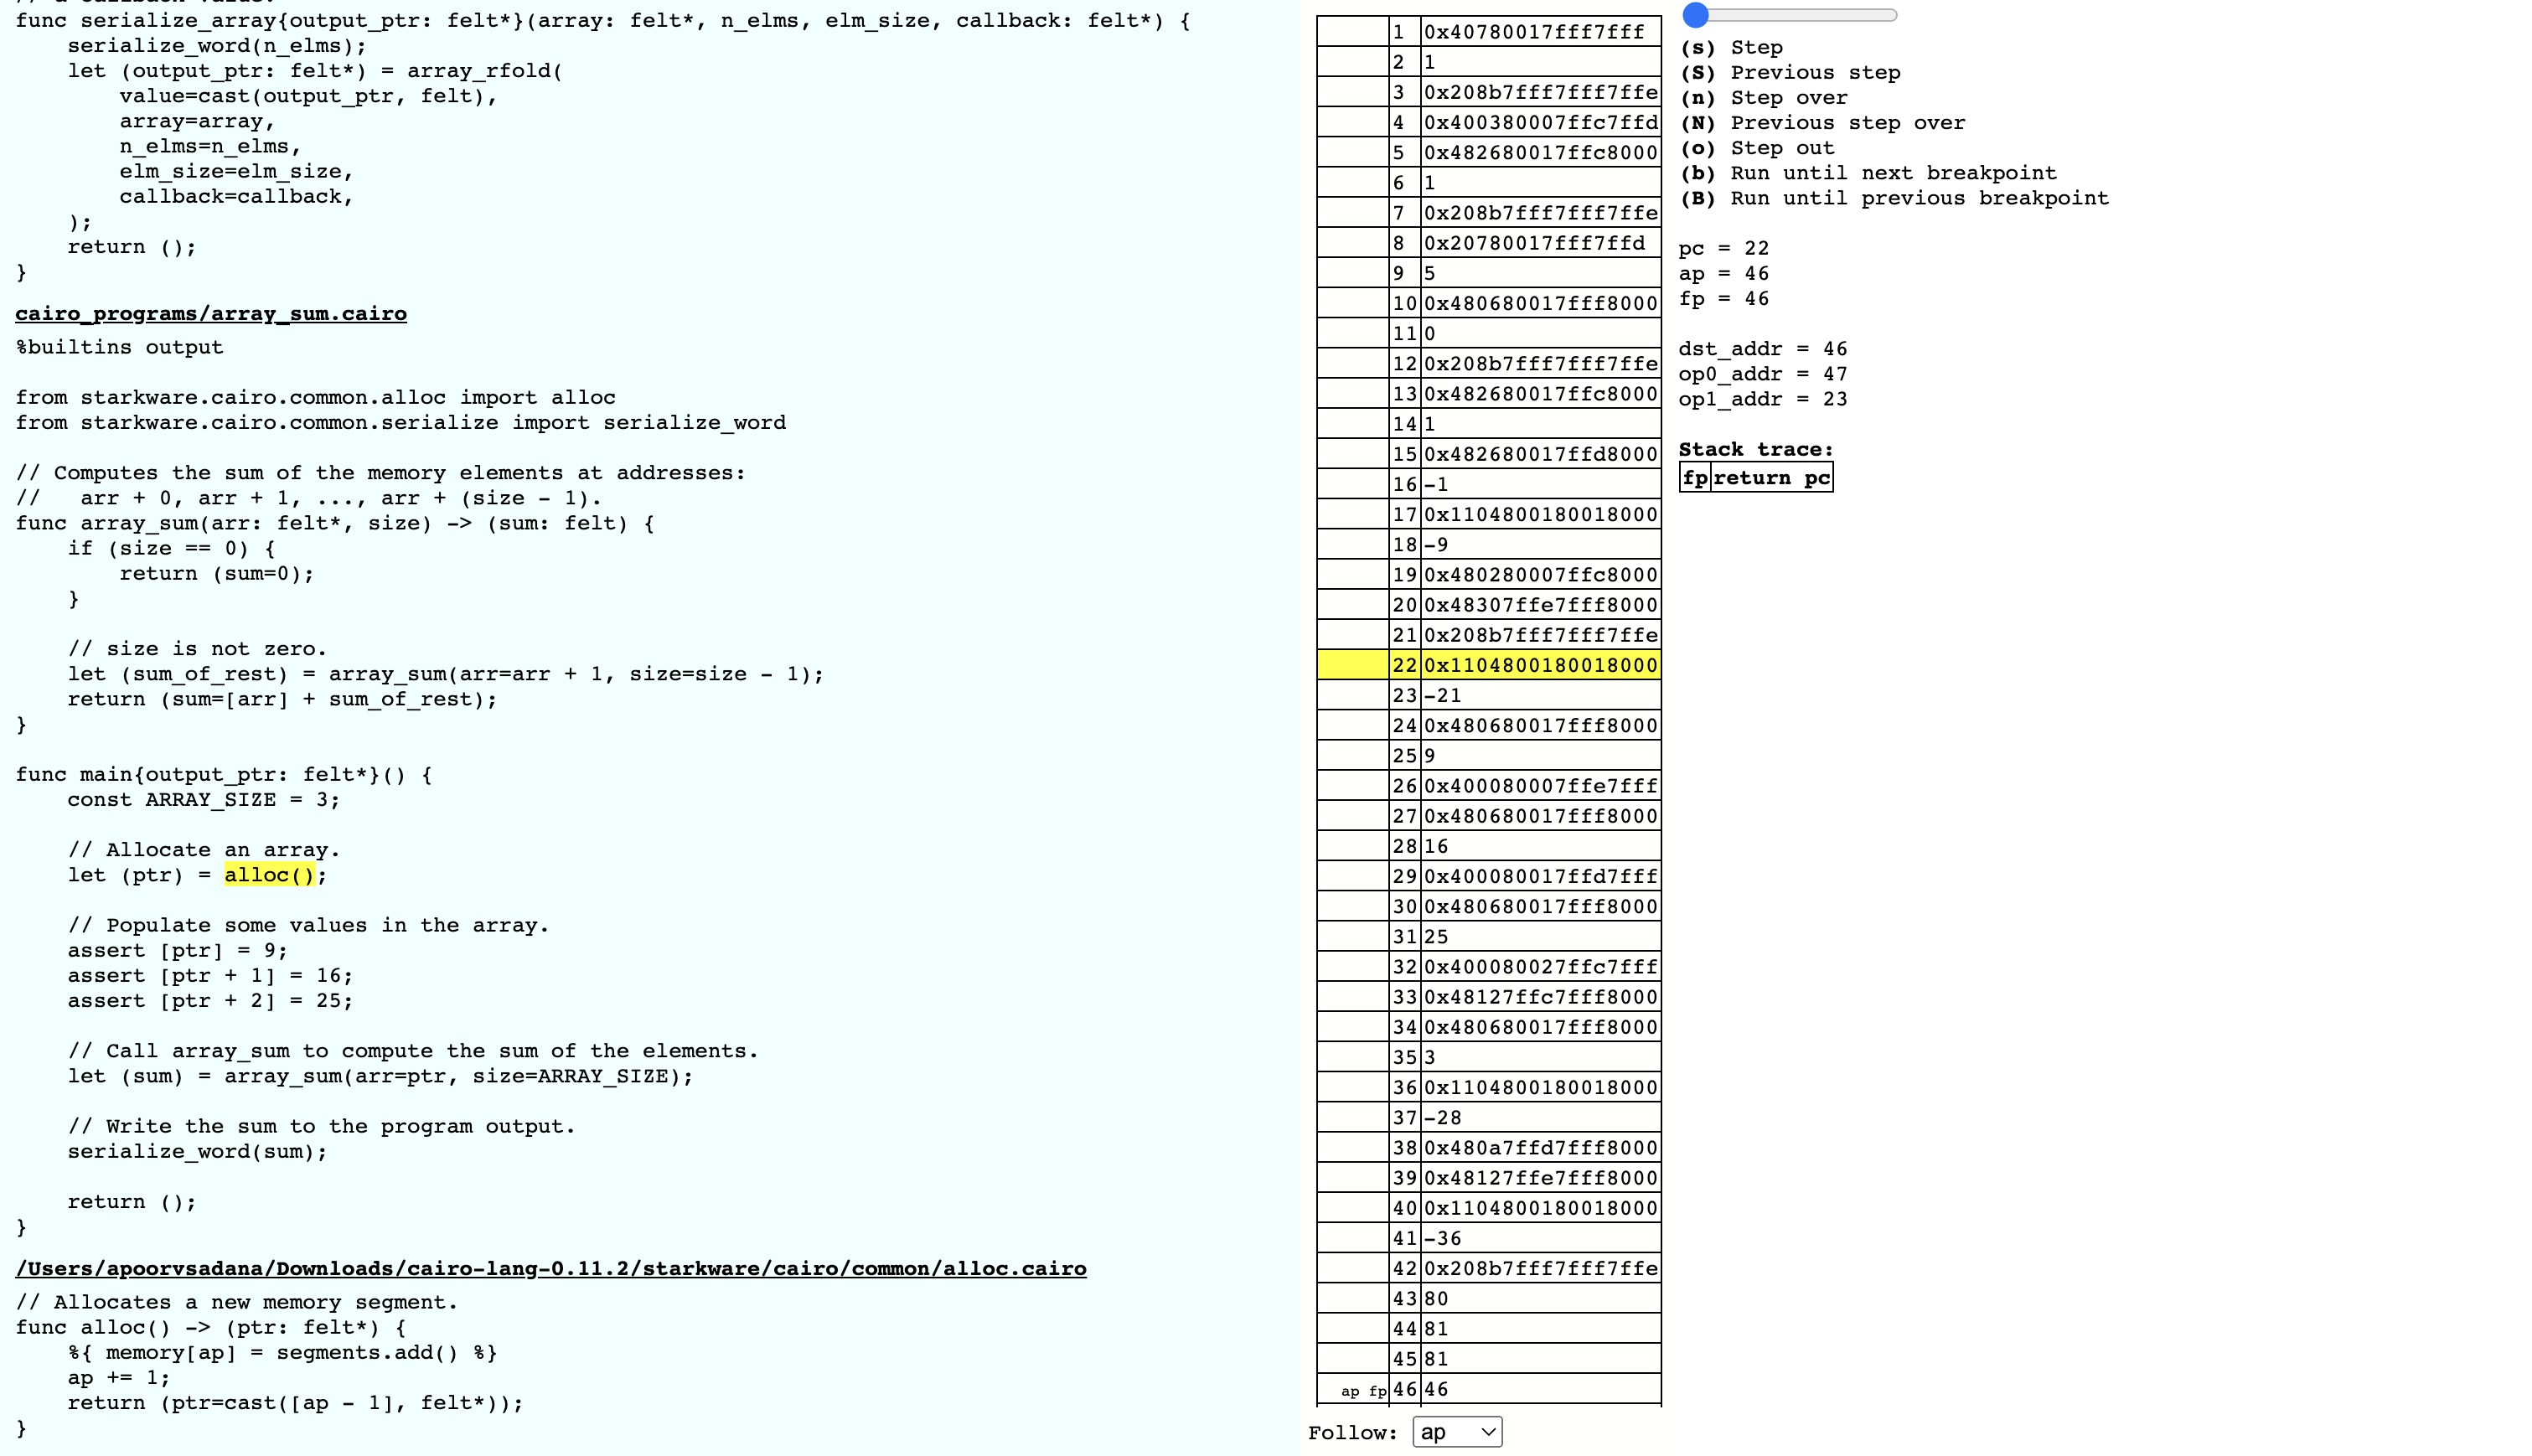 func serialize_array{output_ptr: felt*}(array: felt*, n_elms, elm_size, callback: felt*) {
    serialize_word(n_elms);
    let (output_ptr: felt*) = array_rfold(
        value=cast(output_ptr, felt),
        array=array,
        n_elms=n_elms,
        elm_size=elm_size,
        callback=callback,
    );
    return ();
}
cairo_programs/array_sum.cairo
%builtins output

from starkware.cairo.common.alloc import alloc
from starkware.cairo.common.serialize import serialize_word

// Computes the sum of the memory elements at addresses:
//   arr + 0, arr + 1, ..., arr + (size - 1).
func array_sum(arr: felt*, size) -> (sum: felt) {
    if (size == 0) {
        return (sum=0);
    }

    // size is not zero.
    let (sum_of_rest) = array_sum(arr=arr + 1, size=size - 1);
    return (sum=[arr] + sum_of_rest);
}

func main{output_ptr: felt*}() {
    const ARRAY_SIZE = 3;

    // Allocate an array.
    let (ptr) = alloc();

    // Populate some values in the array.
    assert [ptr] = 9;
    assert [ptr + 1] = 16;
    assert [ptr + 2] = 25;

    // Call array_sum to compute the sum of the elements.
    let (sum) = array_sum(arr=ptr, size=ARRAY_SIZE);

    // Write the sum to the program output.
    serialize_word(sum);

    return ();
}
/Users/apoorvsadana/Downloads/cairo-lang-0.11.2/starkware/cairo/common/alloc.cairo
// Allocates a new memory segment.
func alloc() -> (ptr: felt*) {
    %{ memory[ap] = segments.add() %}
    ap += 1;
    return (ptr=cast([ap - 1], felt*));
}
1 0x40780017fff7fff
2 1
3 0x208b7fff7fff7ffe
4 0x400380007ffc7ffd
5 0x482680017ffc8000
6 1
7 0x208b7fff7fff7ffe
8 0x20780017fff7ffd
9 5
10 0x480680017fff8000
11 0
12 0x208b7fff7fff7ffe
13 0x482680017ffc8000
14 1
15 0x482680017ffd8000
16 -1
17 0x1104800180018000
18 -9
19 0x480280007ffc8000
20 0x48307ffe7fff8000
21 0x208b7fff7fff7ffe
22 0x1104800180018000
23 -21
24 0x480680017fff8000
25 9
26 0x400080007ffe7fff
27 0x480680017fff8000
28 16
29 0x400080017ffd7fff
30 0x480680017fff8000
31 25
32 0x400080027ffc7fff
33 0x48127ffc7fff8000
34 0x480680017fff8000
35 3
36 0x1104800180018000
37 -28
38 0x480a7ffd7fff8000
39 0x48127ffe7fff8000
40 0x1104800180018000
41 -36
42 0x208b7fff7fff7ffe
43 80
44 81
45 81
ap fp 46 46
Follow: ap
(s) Step
(S) Previous step
(n) Step over
(N) Previous step over
(o) Step out
(b) Run until next breakpoint
(B) Run until previous breakpoint
pc = 22
ap = 46
fp = 46
dst_addr = 46
op0_addr = 47
op1_addr = 23
Stack trace:
fp return pc